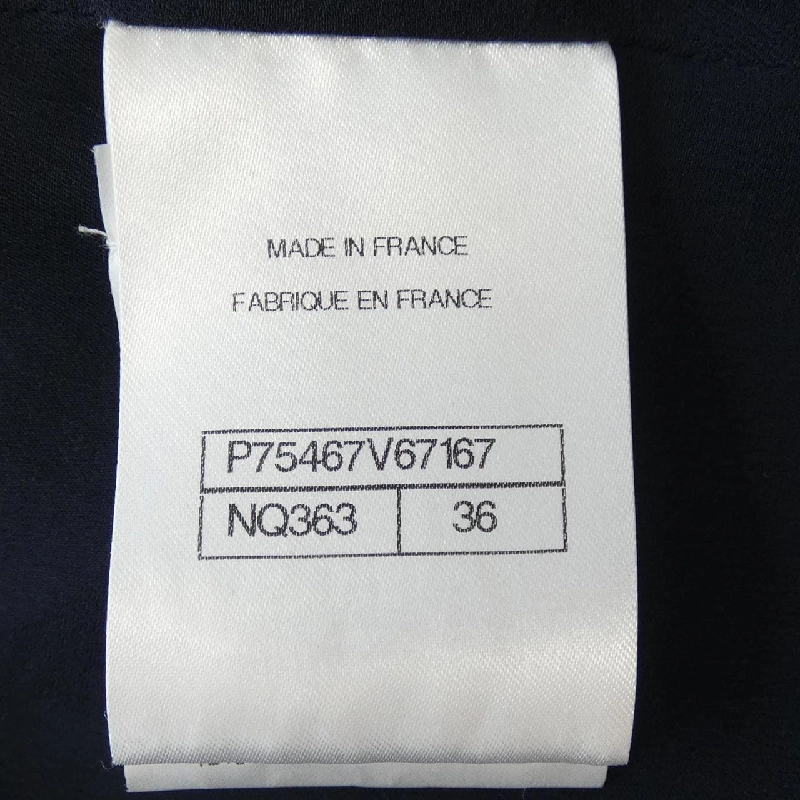 MADE IN FRANCE
FABRIQUE EN FRANCE
P75467V67167
NQ363 36